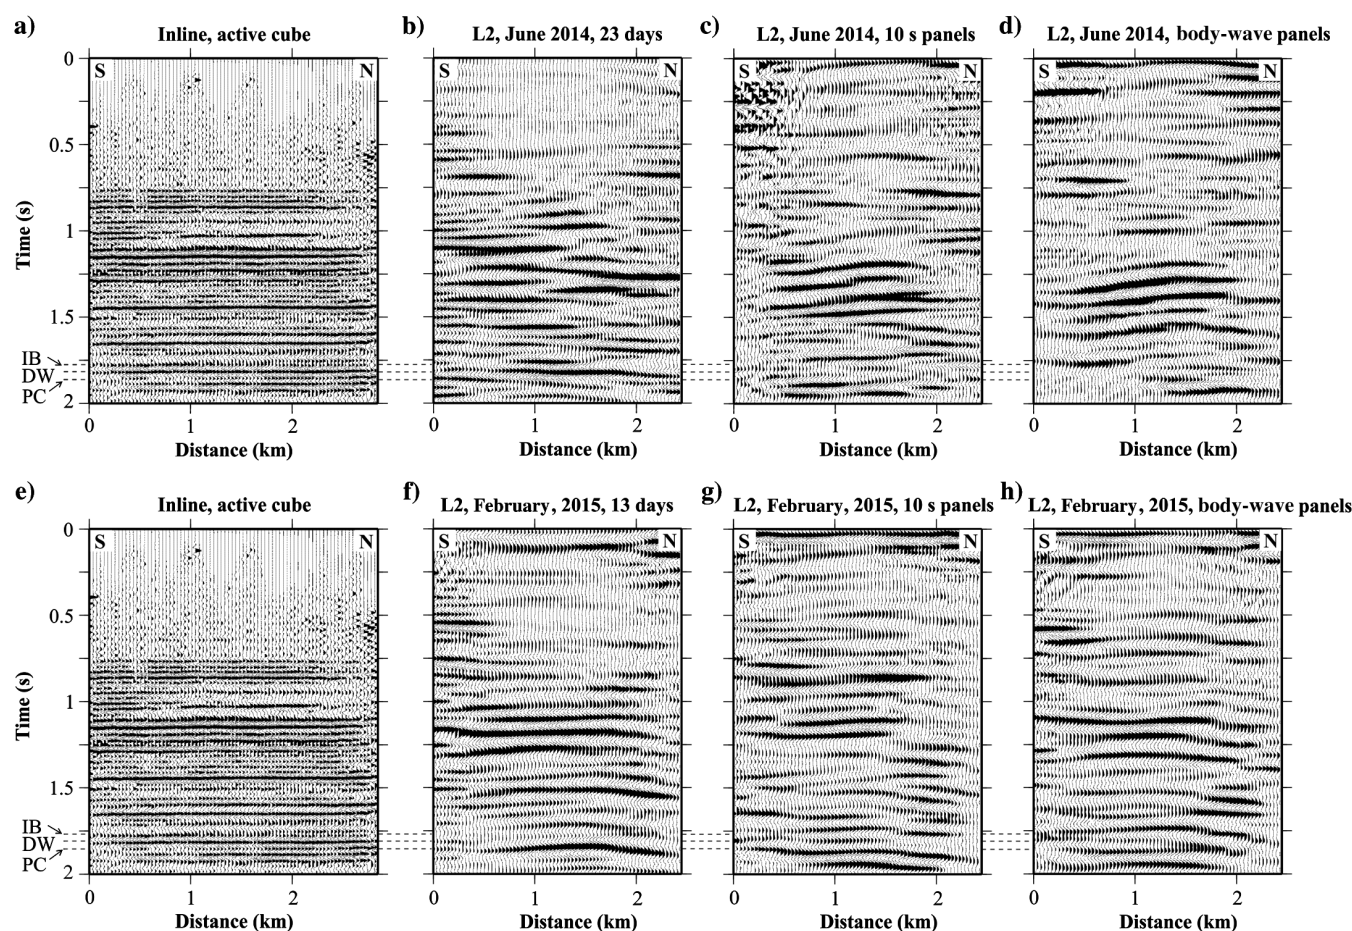 a)
Inline, active cube
b)
L2, June 2014, 23 days
c)
L2, June 2014, 10 s panels
d)
L2, June 2014, body-wave panels
S
N
S
N
S
N
S
N
0
0.5
1
1.5
2
Time (s)
IB
DW
PC
0
1
2
0
1
2
0
1
2
0
1
2
Distance (km)
Distance (km)
Distance (km)
Distance (km)
e)
Inline, active cube
f)
L2, February, 2015, 13 days
g)
L2, February, 2015, 10 s panels
h)
L2, February, 2015, body-wave panels
S
N
S
N
S
N
S
N
0
0.5
1
1.5
2
Time (s)
IB
DW
PC
0
1
2
0
1
2
0
1
2
0
1
2
Distance (km)
Distance (km)
Distance (km)
Distance (km)